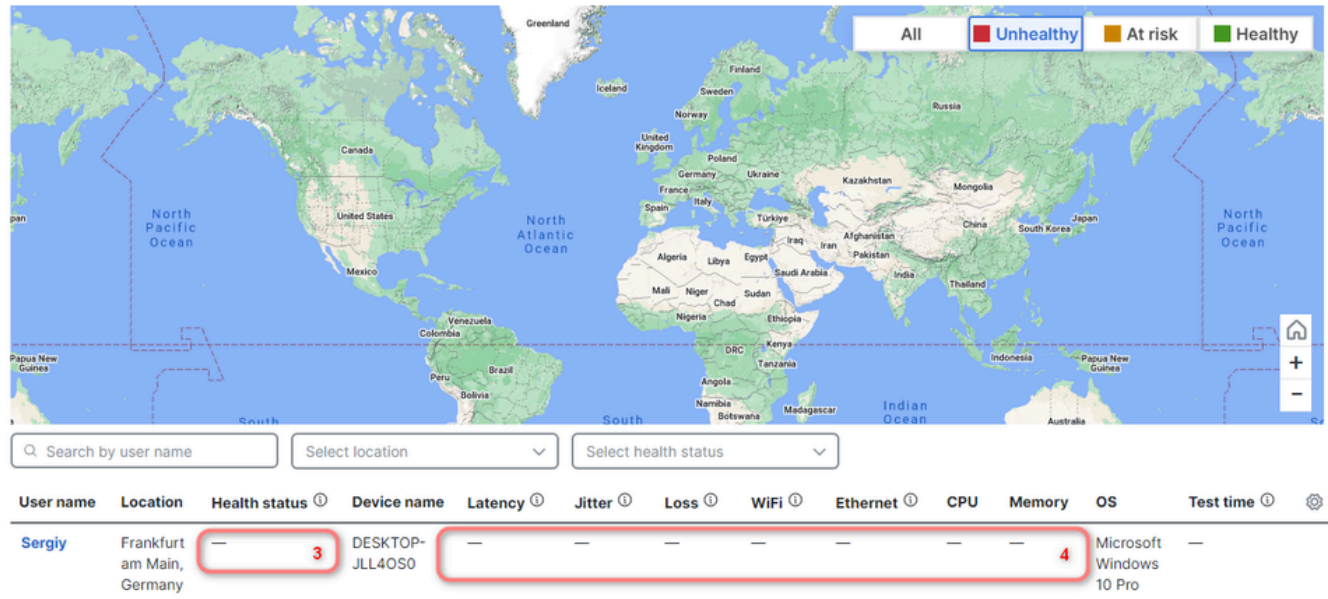 Greenland
All Unhealthy At risk Healthy
Finland
Iceland
Sweden
Russia
Norway
United
Kingdom
Canada
Poland
Germany Ukraine
Kazakhstan
Mongolia
France
Italy
Spain
pan
North
Pacific
Ocean
United States
North
Atlantic
Ocean
Türkiye
China
Japan
South Korea
North
Pacific
Ocean
Iraq
Iran
Afghanistan
Pakistan
Algeria
Libya
Egypt
Saudi Arabia
India
Mexico
Mali
Niger
Chad
Sudan
Thailand
Nigeria
Ethiopia
Venezuela
Colombia
Kenya
DRC
Tanzania
Indonesia
Papua New
Guinea
Papua New
Guinea
+
−
Peru
Brazil
Angola
Bolivia
Namibia
Botswana
Madagascar
Indian
Ocean
Australia
South
South
Search by user name
Select location
Select health status
User name Location Health status Device name Latency Jitter Loss WiFi Ethernet CPU Memory OS Test time
Sergiy Frankfurt — 3 DESKTOP- — — — — — — — 4 Microsoft —
am Main, JLL4OS0 Windows
Germany 10 Pro